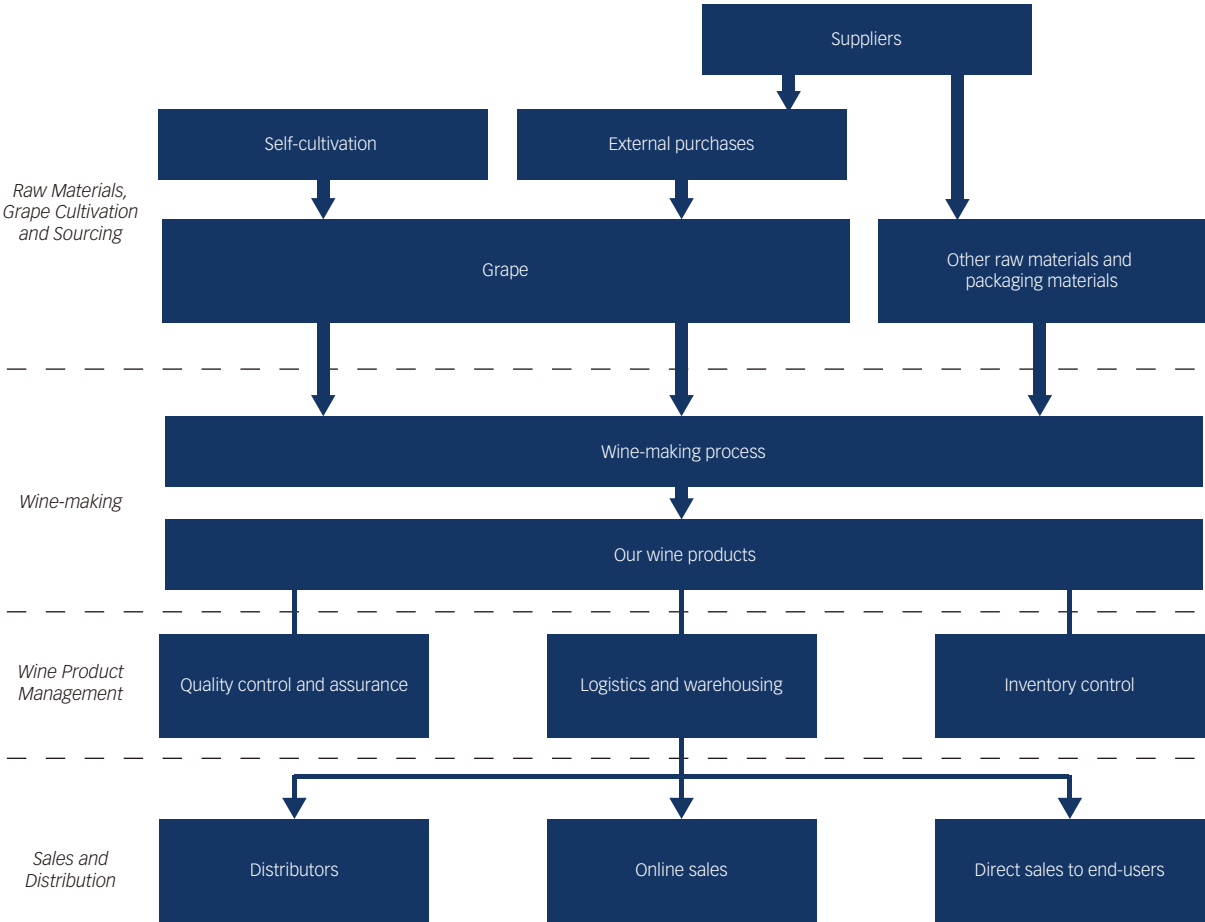 Suppliers
Self-cultivation
External purchases
Raw Materials,
Grape Cultivation
and Sourcing
Grape
Other raw materials and
packaging materials
Wine-making process
Wine-making
Our wine products
Wine Product
Management
Quality control and assurance
Logistics and warehousing
Inventory control
Sales and
Distribution
Distributors
Online sales
Direct sales to end-users